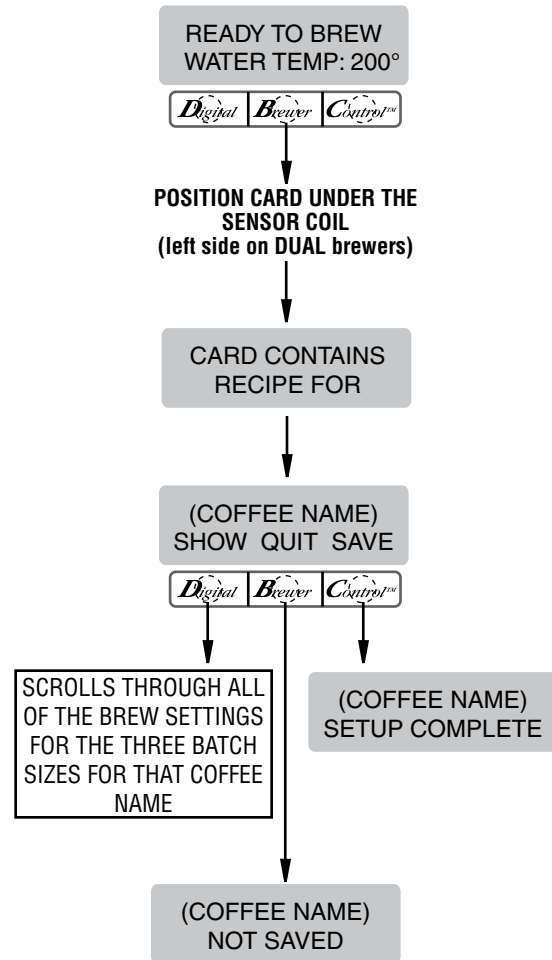 READY TO BREW
WATER TEMP: 200°
Digital Brewer Control™
POSITION CARD UNDER THE
SENSOR COIL
(left side on DUAL brewers)
CARD CONTAINS
RECIPE FOR
(COFFEE NAME)
SHOW QUIT SAVE
Digital Brewer Control™
SCROLLS THROUGH ALL
OF THE BREW SETTINGS
FOR THE THREE BATCH
SIZES FOR THAT COFFEE
NAME
(COFFEE NAME)
SETUP COMPLETE
(COFFEE NAME)
NOT SAVED